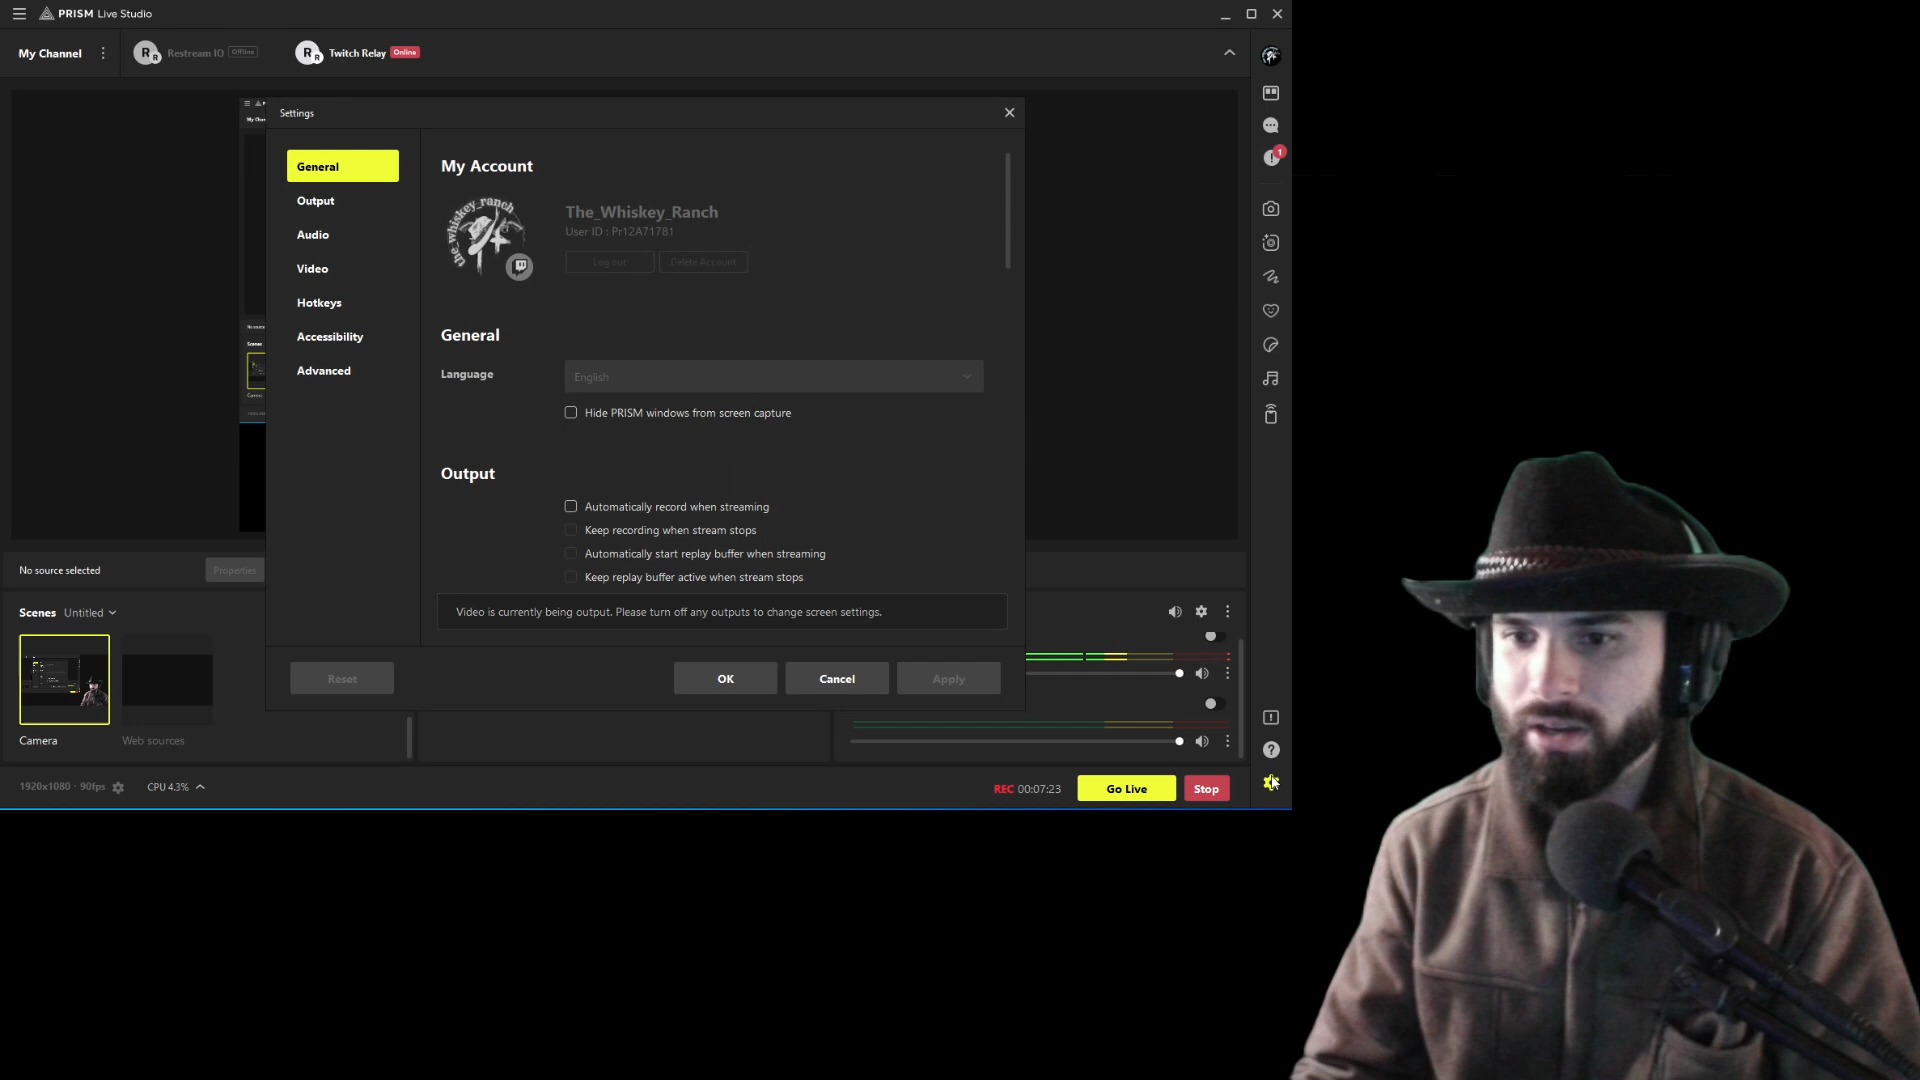 PRISM Live Studio
My Channel
R R Restream IO Offline
R R Twitch Relay Online
Settings
1
General
Output
Audio
Video
Hotkeys
Accessibility
Advanced
My Account
the_whiskey_ranch
The_Whiskey_Ranch
User ID : Pr12A71781
Log out Delete Account
General
Language English
Hide PRISM windows from screen capture
Output
Automatically record when streaming
Keep recording when stream stops
Automatically start replay buffer when streaming
Keep replay buffer active when stream stops
Video is currently being output. Please turn off any outputs to change screen settings.
Reset OK Cancel Apply
No source selected Properties
Scenes Untitled
Camera Web sources
1920x1080 · 90fps CPU 4.3% REC 00:07:23 Go Live Stop